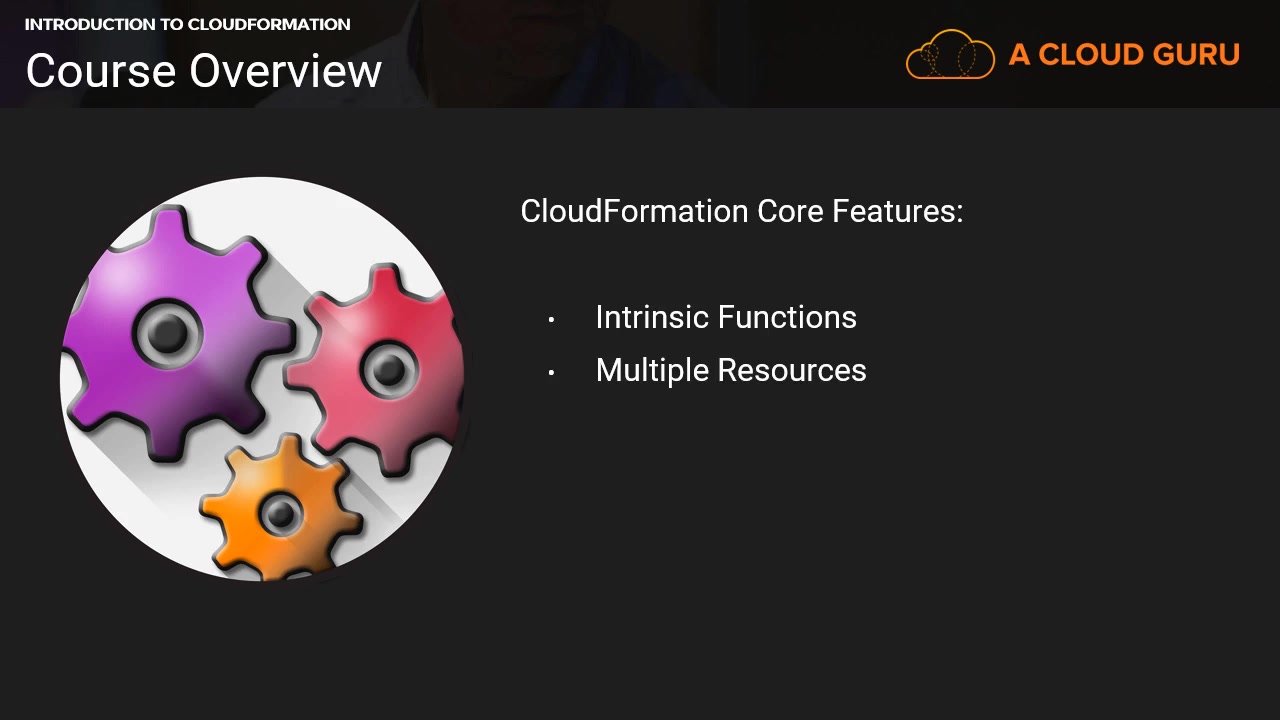 INTRODUCTION TO CLOUDFORMATION
Course Overview
A CLOUD GURU
CloudFormation Core Features:
• Intrinsic Functions
• Multiple Resources